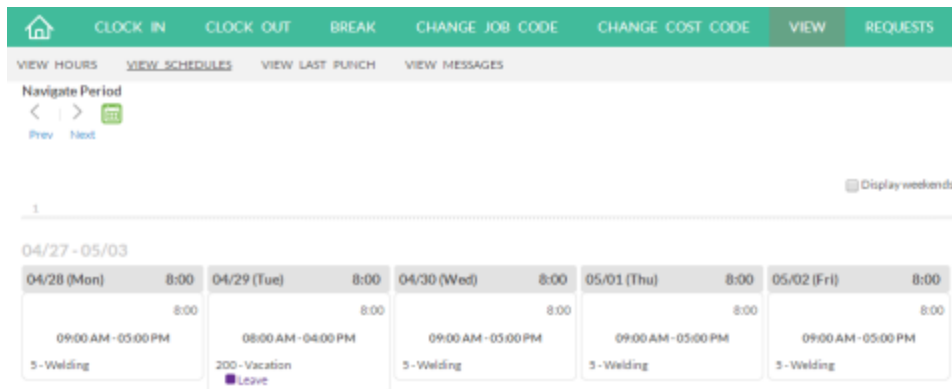 CLOCK IN CLOCK OUT BREAK CHANGE JOB CODE CHANGE COST CODE VIEW REQUESTS
VIEW HOURS VIEW SCHEDULES VIEW LAST PUNCH VIEW MESSAGES
Navigate Period
Prev Next
Display weekends
1
04/27 - 05/03
04/28 (Mon) 8:00 04/29 (Tue) 8:00 04/30 (Wed) 8:00 05/01 (Thu) 8:00 05/02 (Fri) 8:00
8:00 8:00 8:00 8:00 8:00
09:00 AM - 05:00 PM 08:00 AM - 04:00 PM 09:00 AM - 05:00 PM 09:00 AM - 05:00 PM 09:00 AM - 05:00 PM
5 - Welding 200 - Vacation 5 - Welding 5 - Welding 5 - Welding
Leave